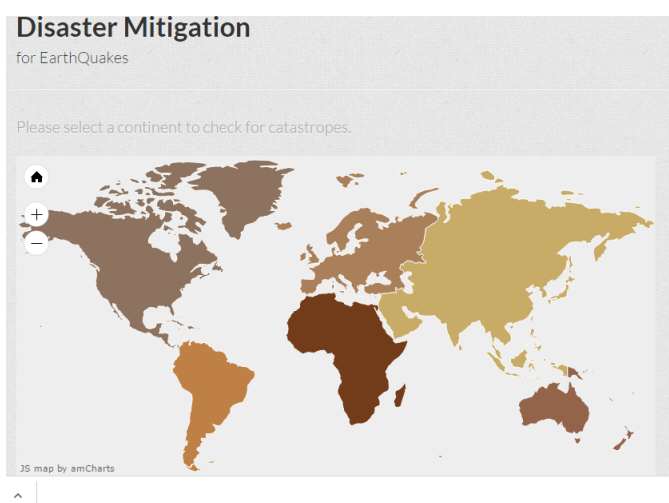 Disaster Mitigation
for EarthQuakes
Please select a continent to check for catastropes.
JS map by amCharts